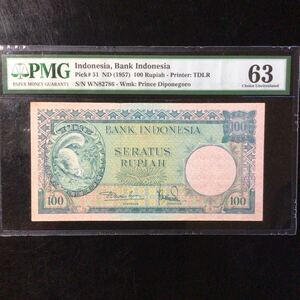 PMG
PAPER MONEY GUARANTY
Indonesia, Bank Indonesia
Pick# 51 ND (1957) 100 Rupiah - Printer: TDLR
S/N WN82786 - Wmk: Prince Diponegoro
63
Choice Uncirculated
BANK INDONESIA
100
SERATUS
RUPIAH
100
100